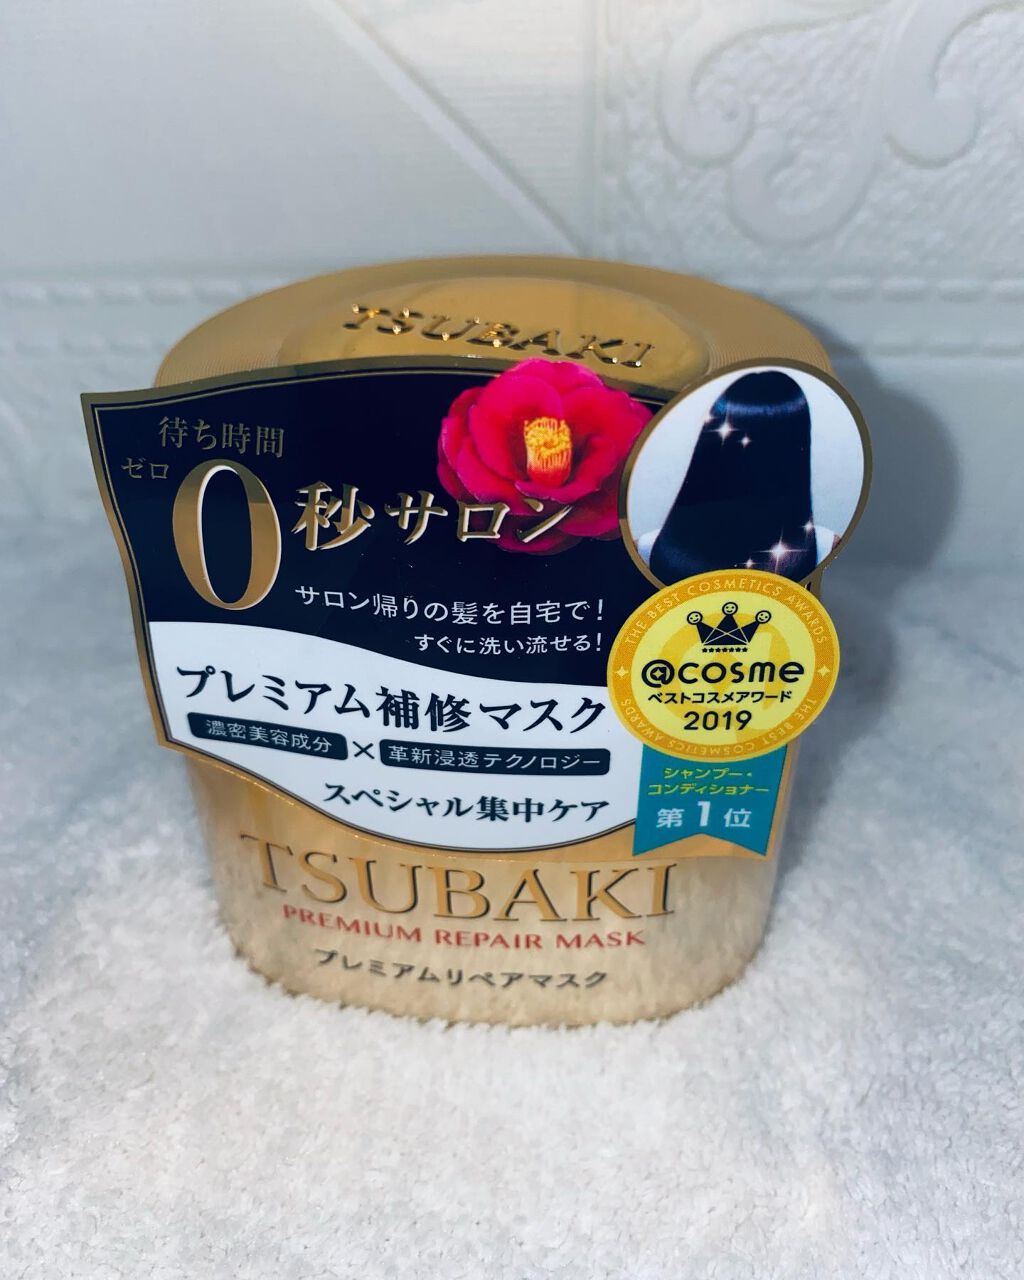 TSUBAKI
待ち時間
ゼロ
0秒サロン
サロン帰りの髪を自宅で!
すぐに洗い流せる!
プレミアム補修マスク
濃密美容成分×革新浸透テクノロジー
スペシャル集中ケア
THE BEST COSMETICS AWARDS
@cosme
ベストコスメアワード
2019
THE BEST COSMETICS AWARDS
シャンプー・
コンディショナー
第1位
TSUBAKI
PREMIUM REPAIR MASK
プレミアムリペアマスク